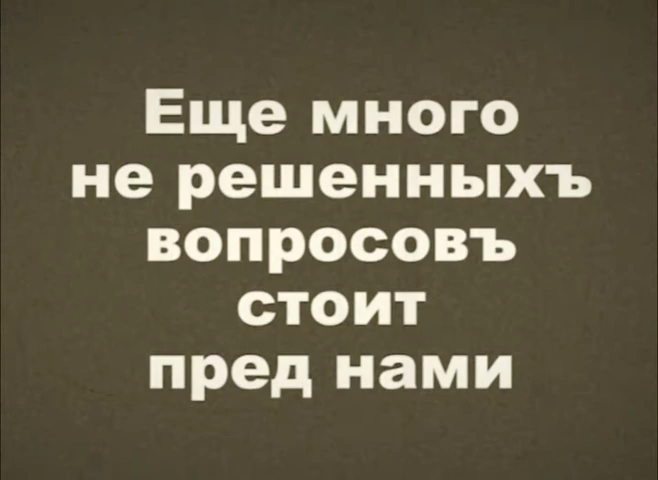 Еще много
не решенныхъ
вопросовъ
стоит
пред нами